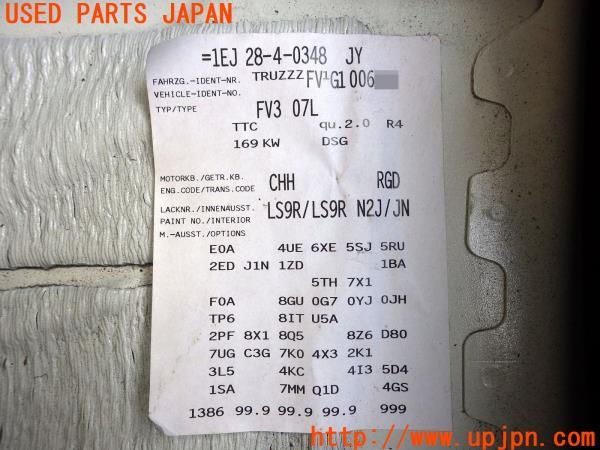 USED PARTS JAPAN
=1EJ 28-4-0348 JY
FAHRZG.-IDENT-NR. TRUZZZ FV1G1 006
VEHICLE-IDENT-NO.
TYP/TYPE FV3 07L
TTC qu.2.0 R4
169 KW DSG
MOTORKB./GETR.KB. CHH RGD
ENG.CODE/TRANS.CODE
LACKNR./INNENAUSST. LS9R/LS9R N2J/JN
PAINT NO./INTERIOR
M.-AUSST./OPTIONS
E0A 4UE 6XE 5SJ 5RU
2ED J1N 1ZD 1BA
5TH 7X1
F0A 8GU 0G7 0YJ 0JH
TP6 8IT U5A
2PF 8X1 8Q5 8Z6 D80
7UG C3G 7K0 4X3 2K1
3L5 4KC 4I3 5D4
1SA 7MM Q1D 4GS
1386 99.9 99.9 99.9 999
http://www.upjpn.com/